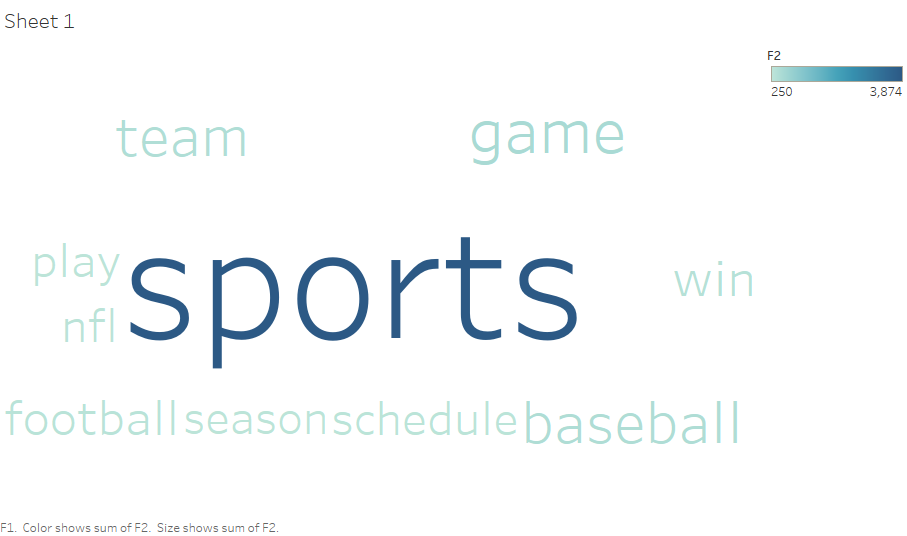 Sheet 1
F2
250 3,874
team game
play sports win
nfl
football season schedule baseball
F1. Color shows sum of F2. Size shows sum of F2.